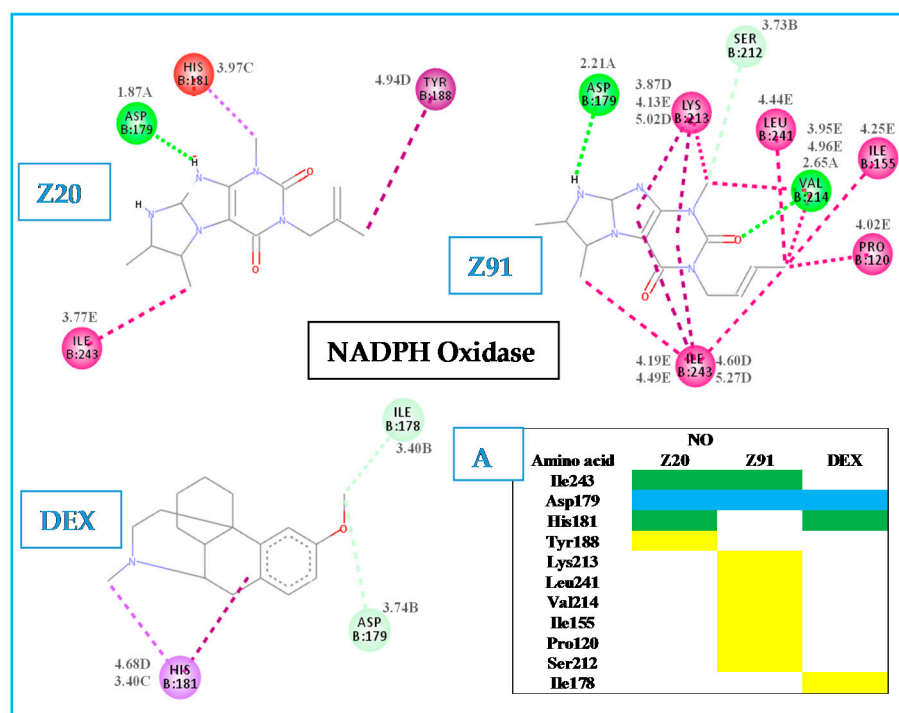 HIS
B:181
3.97C
1.87A
ASP
B:179
4.94D
TYR
B:188
H
N
N
O
Z20
H
N
N
N
O
3.77E
ILE
B:243
SER
B:212
3.73B
2.21A
ASP
B:179
3.87D
4.13E
5.02D
LYS
B:213
4.44E
LEU
B:241
3.95E
4.96E
2.65A
VAL
B:214
4.25E
ILE
B:155
4.02E
PRO
B:120
Z91
H
N
N
N
N
O
O
N
4.19E
4.49E
ILE
B:243
4.60D
5.27D
NADPH Oxidase
ILE
B:178
3.40B
DEX
O
N
3.74B
ASP
B:179
4.68D
3.40C
HIS
B:181
A
NO
Amino acid Z20 Z91 DEX
Ile243
Asp179
His181
Tyr188
Lys213
Leu241
Val214
Ile155
Pro120
Ser212
Ile178